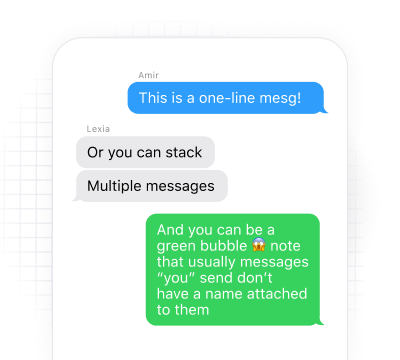 Amir
This is a one-line mesg!
Lexia
Or you can stack
Multiple messages
And you can be a
green bubble 😱 note
that usually messages
“you” send don’t
have a name attached
to them